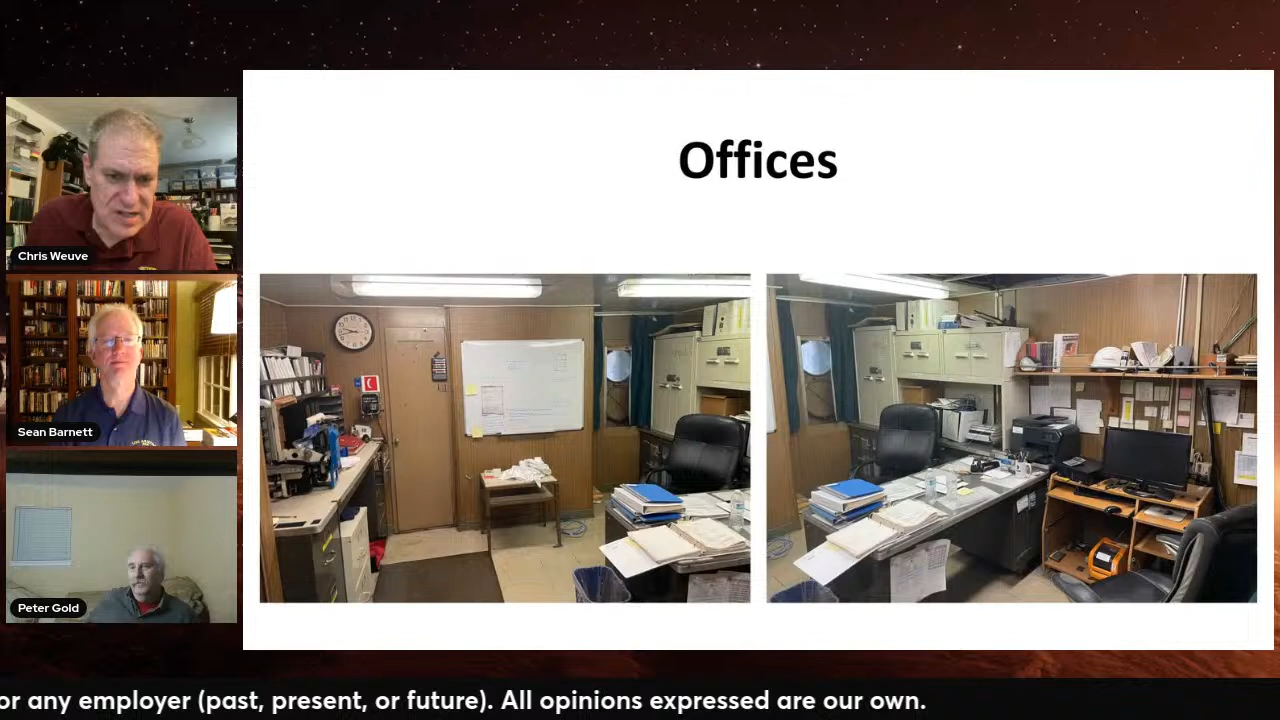 Offices
Chris Weuve
Sean Barnett
Peter Gold
or any employer (past, present, or future). All opinions expressed are our own.